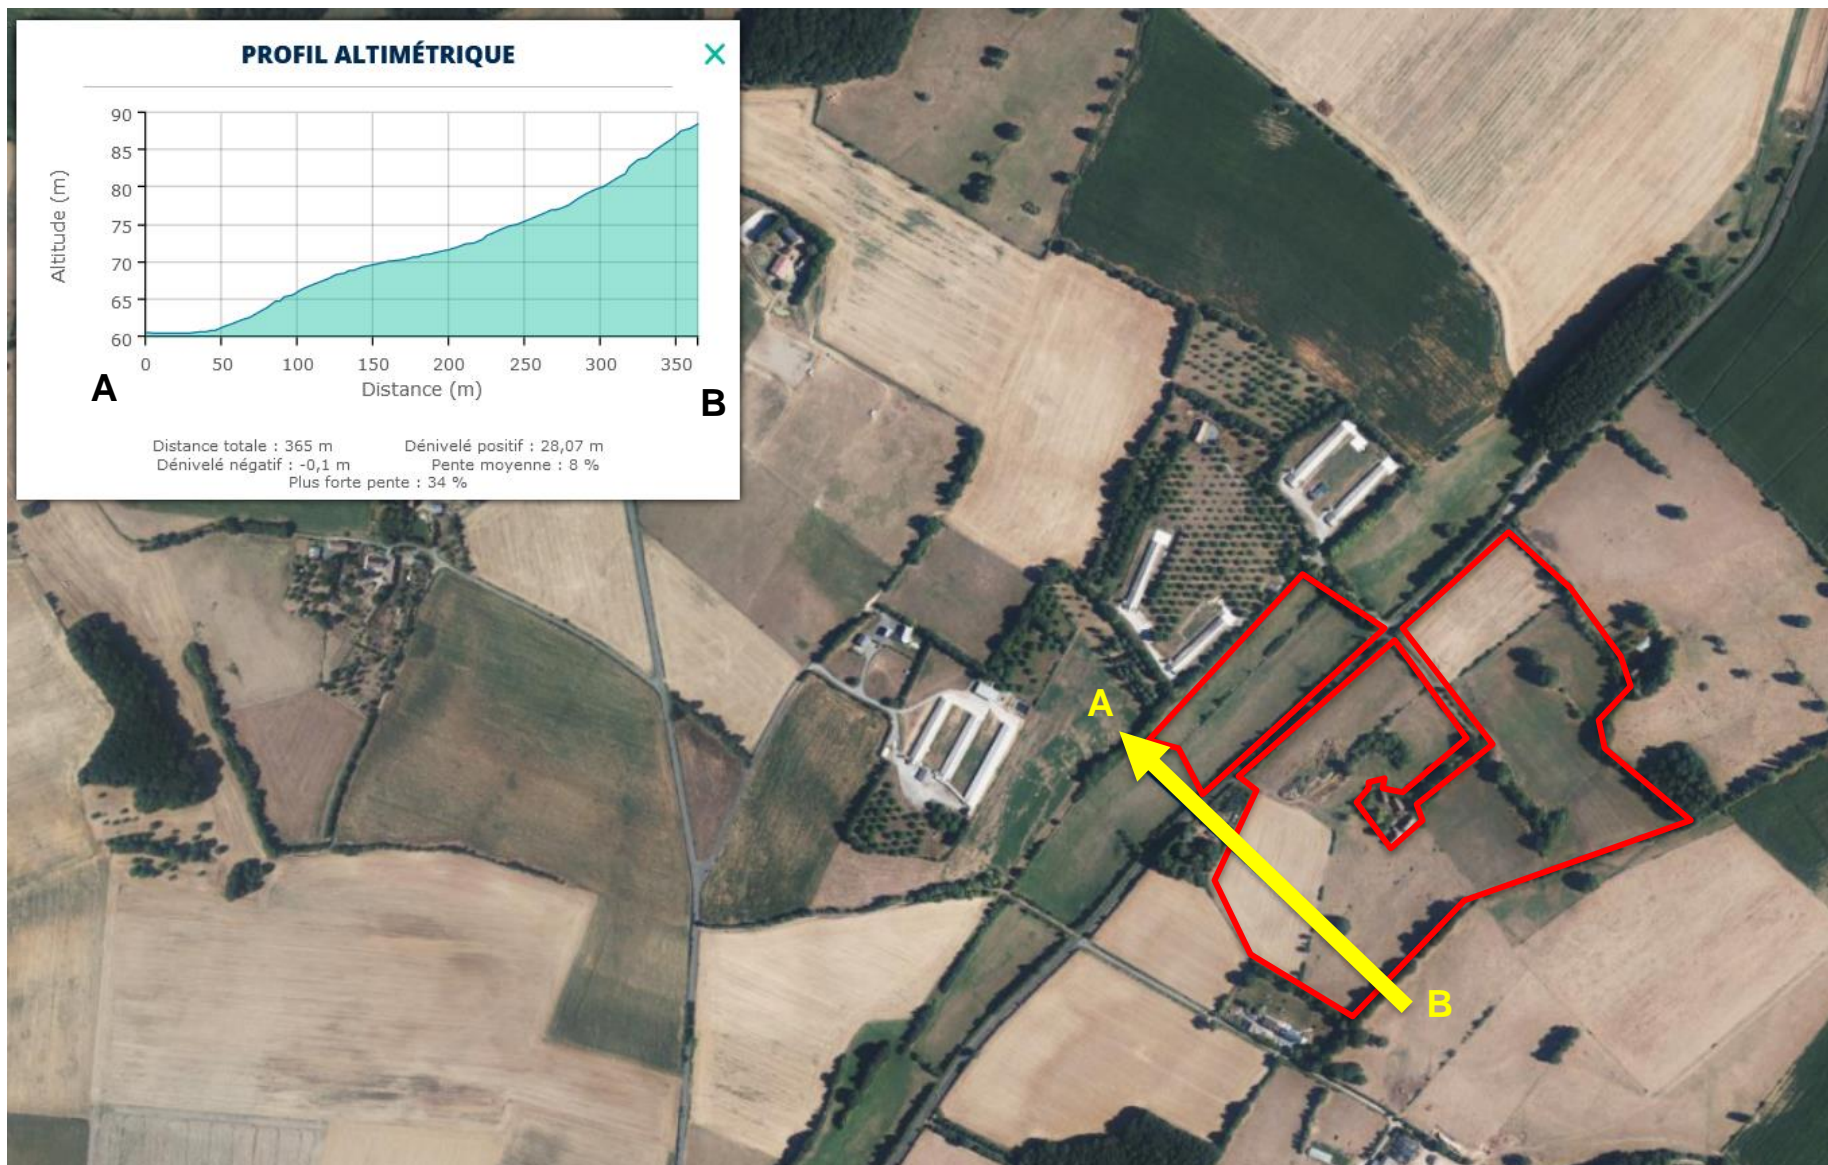 PROFIL ALTIMÉTRIQUE
90
85
80
75
70
65
60
Altitude (m)
0 50 100 150 200 250 300 350
Distance (m)
A
B
Distance totale : 365 m Dénivelé positif : 28,07 m
Dénivelé négatif : -0,1 m Pente moyenne : 8 %
Plus forte pente : 34 %
A
B